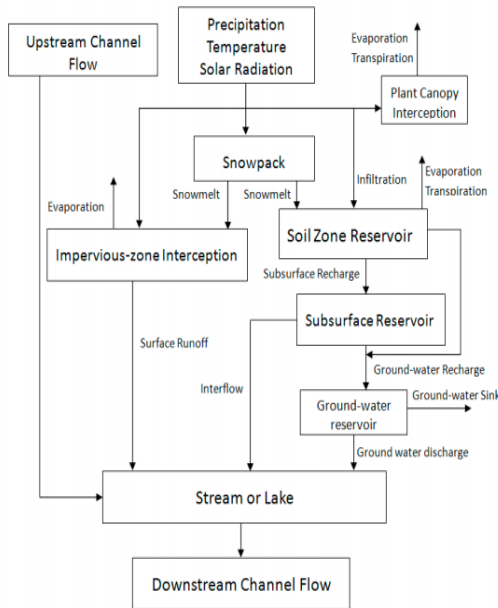 Precipitation
Temperature
Solar Radiation
Upstream Channel
Flow
Evaporation
Transpiration
Plant Canopy
Interception
Snowpack
Snowmelt
Snowmelt
Infiltration
Evaporation
Transpiration
Evaporation
Impervious-zone Interception
Soil Zone Reservoir
Subsurface Recharge
Subsurface Reservoir
Surface Runoff
Interflow
Ground-water Recharge
Ground-water Sink
Ground-water
reservoir
Ground water discharge
Stream or Lake
Downstream Channel Flow